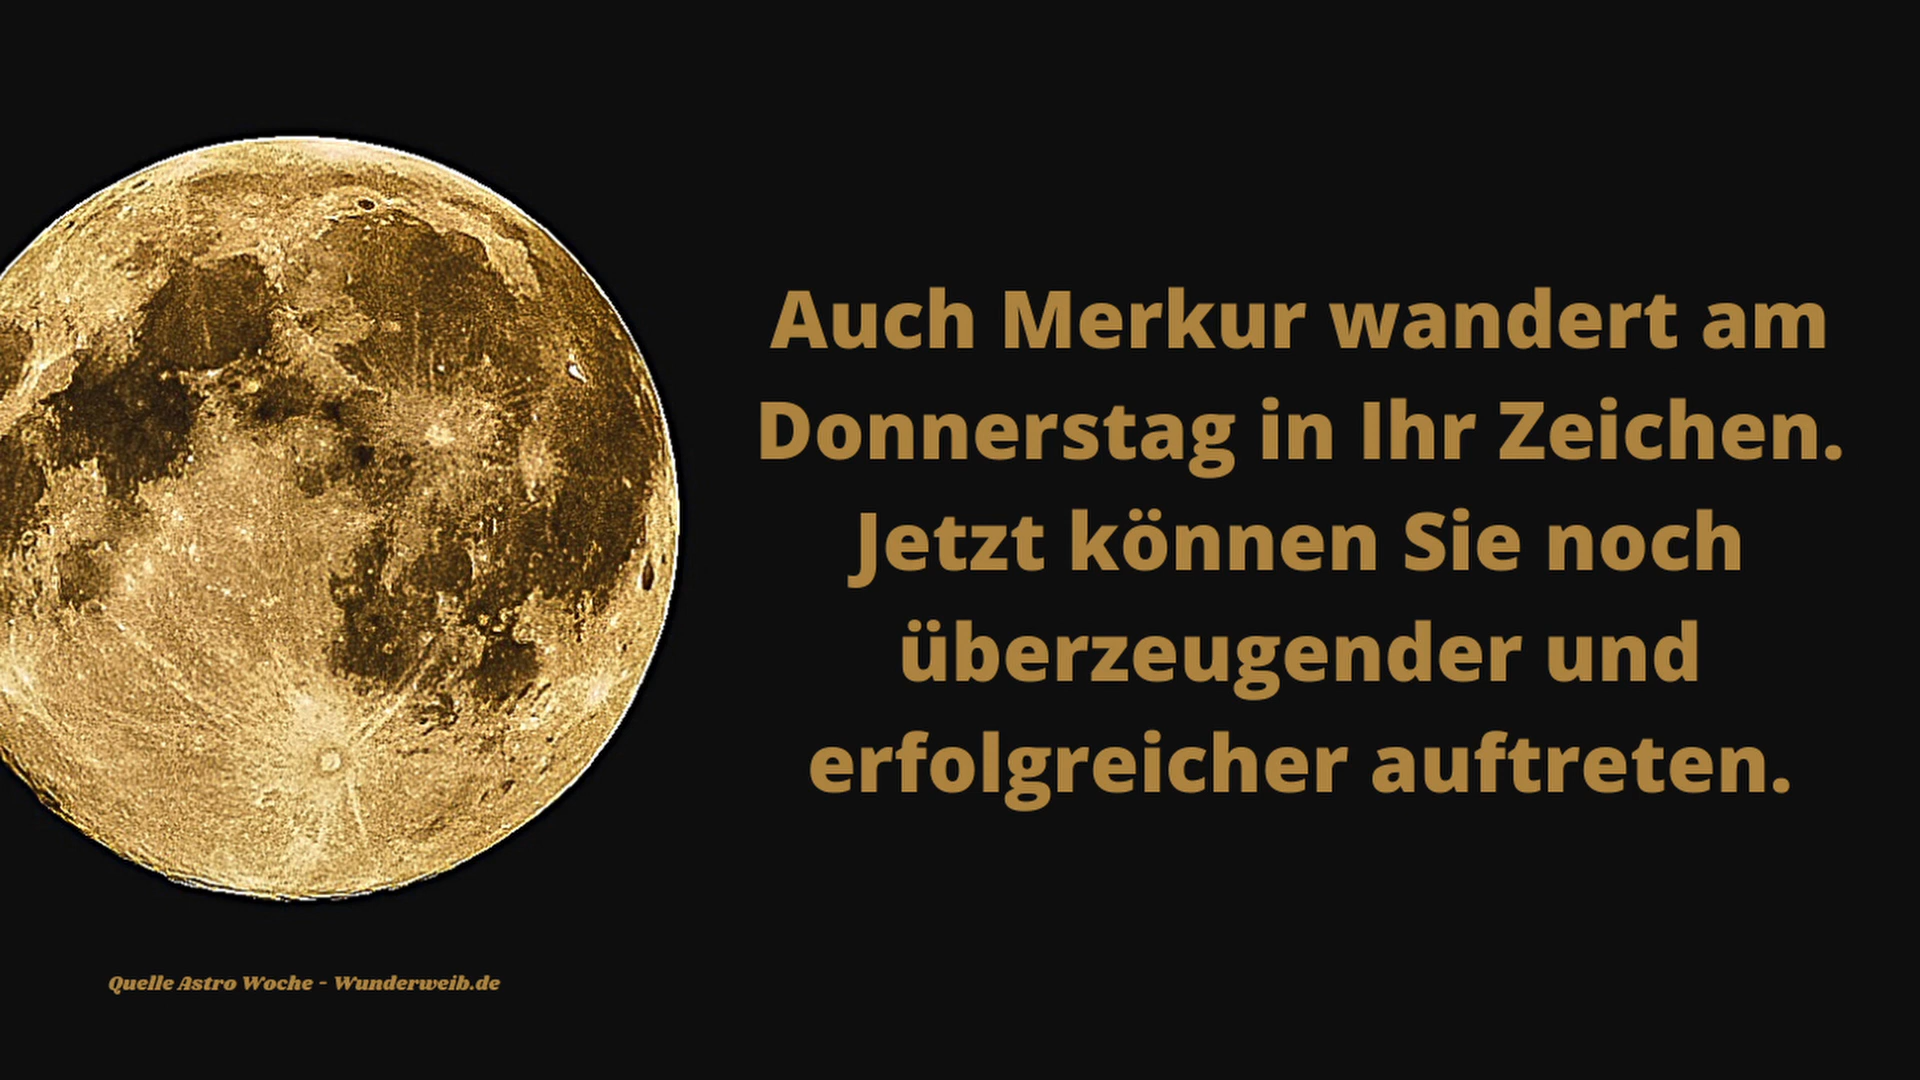 Auch Merkur wandert am
Donnerstag in Ihr Zeichen.
Jetzt können Sie noch
überzeugender und
erfolgreicher auftreten.
Quelle Astro Woche - Wunderweib.de